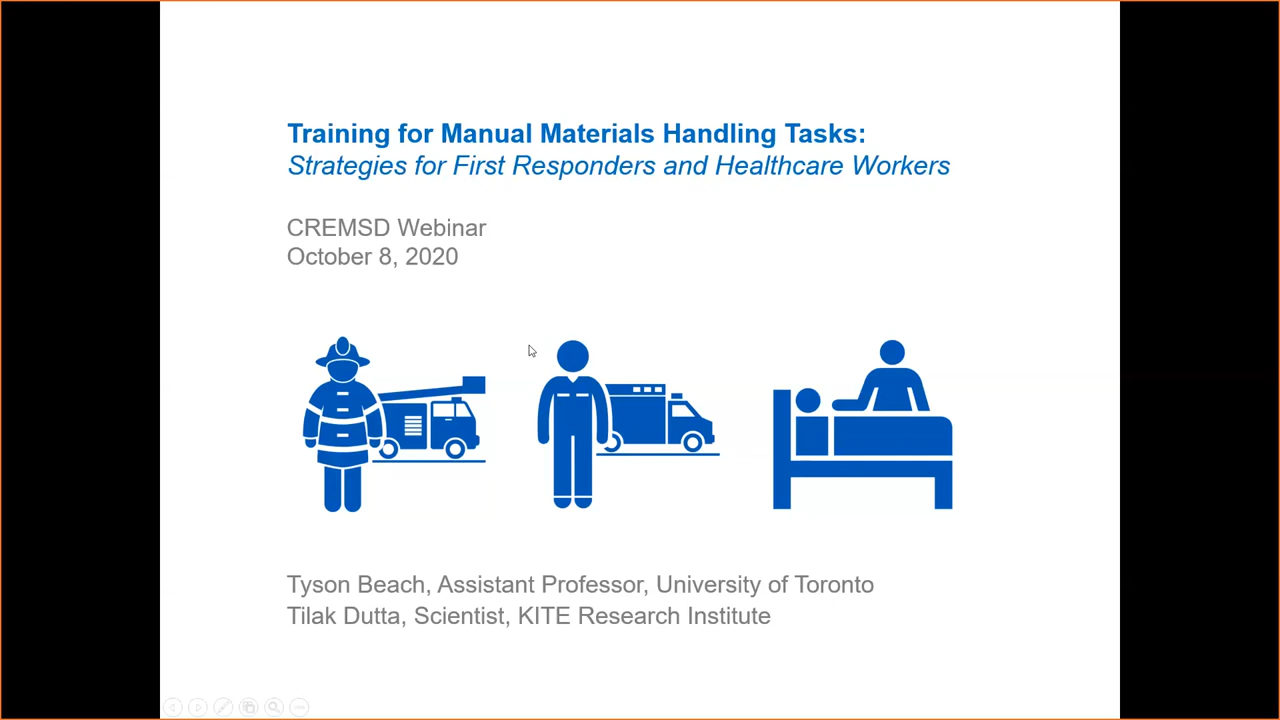 Training for Manual Materials Handling Tasks:
Strategies for First Responders and Healthcare Workers
CREMSD Webinar
October 8, 2020
Tyson Beach, Assistant Professor, University of Toronto
Tilak Dutta, Scientist, KITE Research Institute